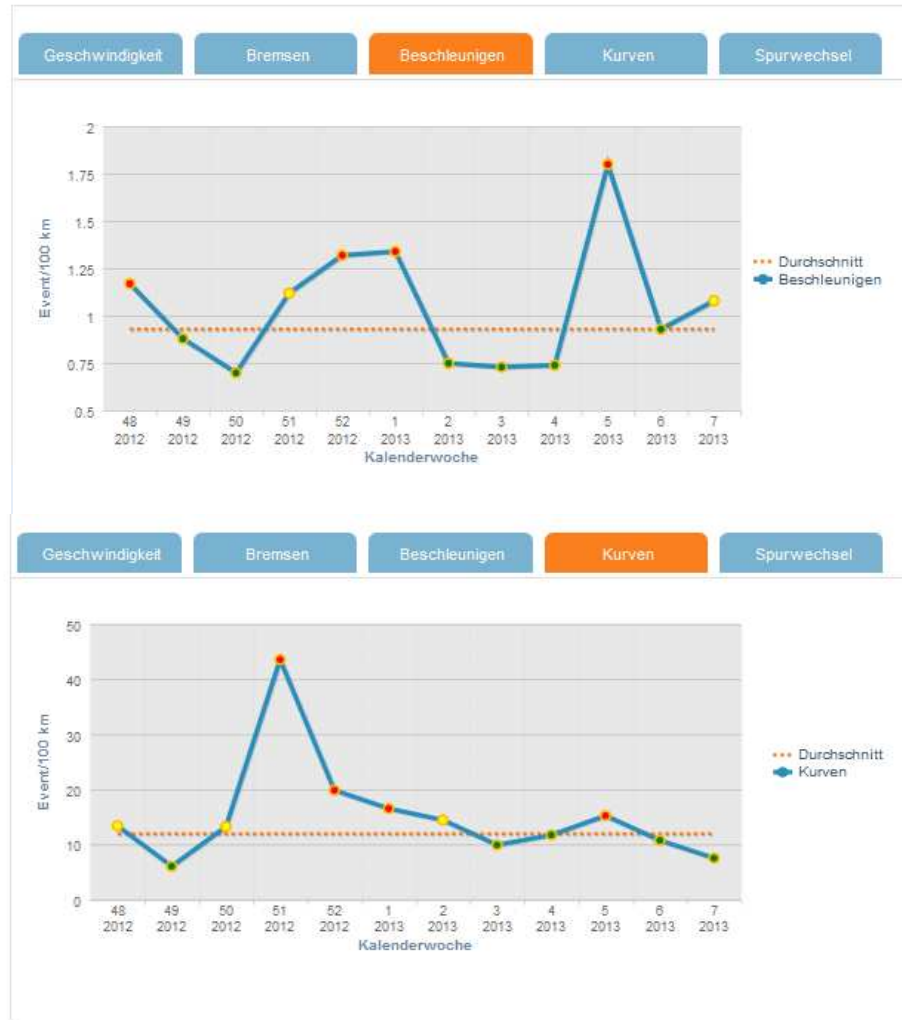 Geschwindigkeit Bremsen Beschleunigen Kurven Spurwechsel
2
1.75
1.5
1.25
1
0.75
0.5
Event/100 km
Durchschnitt
Beschleunigen
48 49 50 51 52 1 2 3 4 5 6 7
2012 2012 2012 2012 2012 2013 2013 2013 2013 2013 2013 2013
Kalenderwoche
Geschwindigkeit Bremsen Beschleunigen Kurven Spurwechsel
50
40
30
20
10
0
Event/100 km
Durchschnitt
Kurven
48 49 50 51 52 1 2 3 4 5 6 7
2012 2012 2012 2012 2012 2013 2013 2013 2013 2013 2013 2013
Kalenderwoche